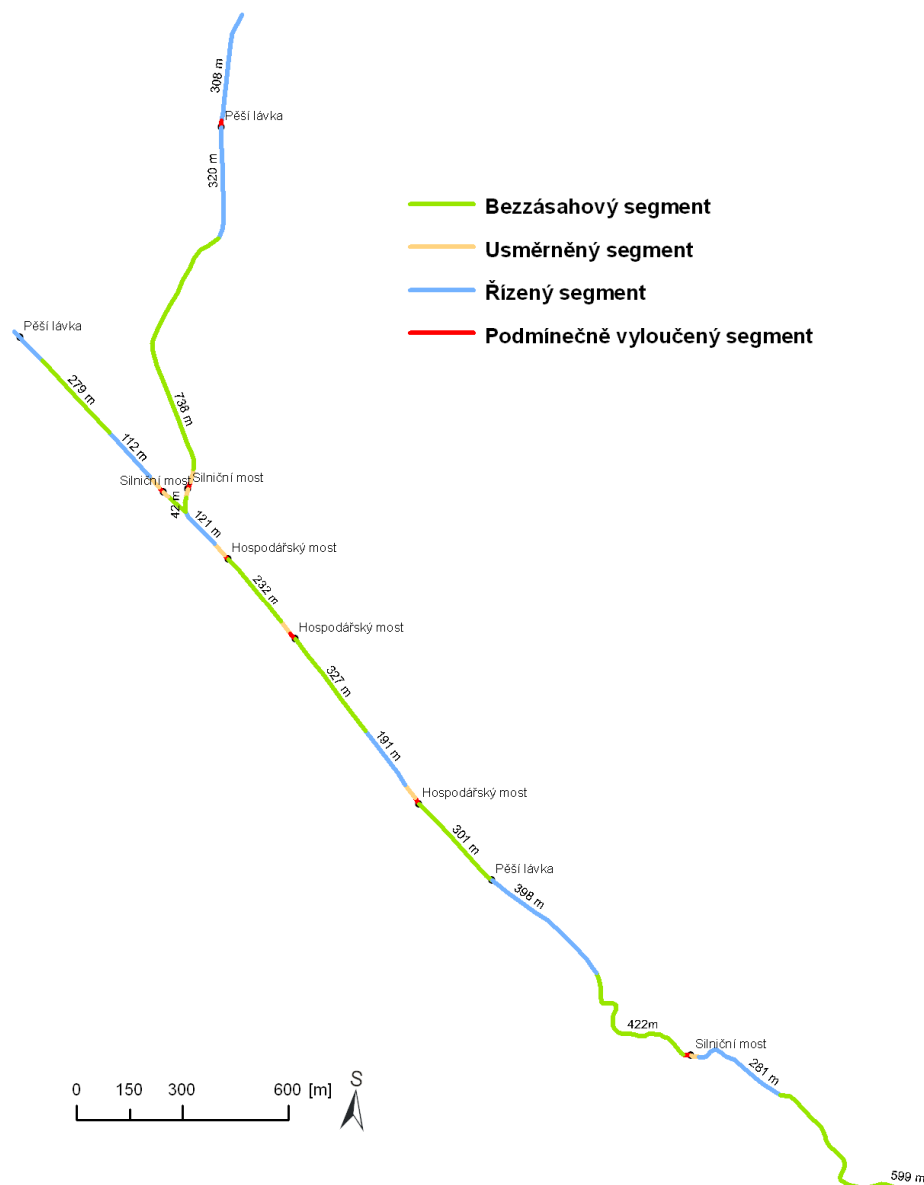 308 m
Pěší lávka
320 m
Bezzásahový segment
Usměrněný segment
Řízený segment
Podmínečně vyloučený segment
Pěší lávka
279 m
736 m
112 m
Silniční most
Silniční most
42 m
121 m
Hospodářský most
232 m
Hospodářský most
327 m
191 m
Hospodářský most
301 m
Pěší lávka
398 m
422m
Silniční most
281 m
S
0 150 300 600 [m]
599 m